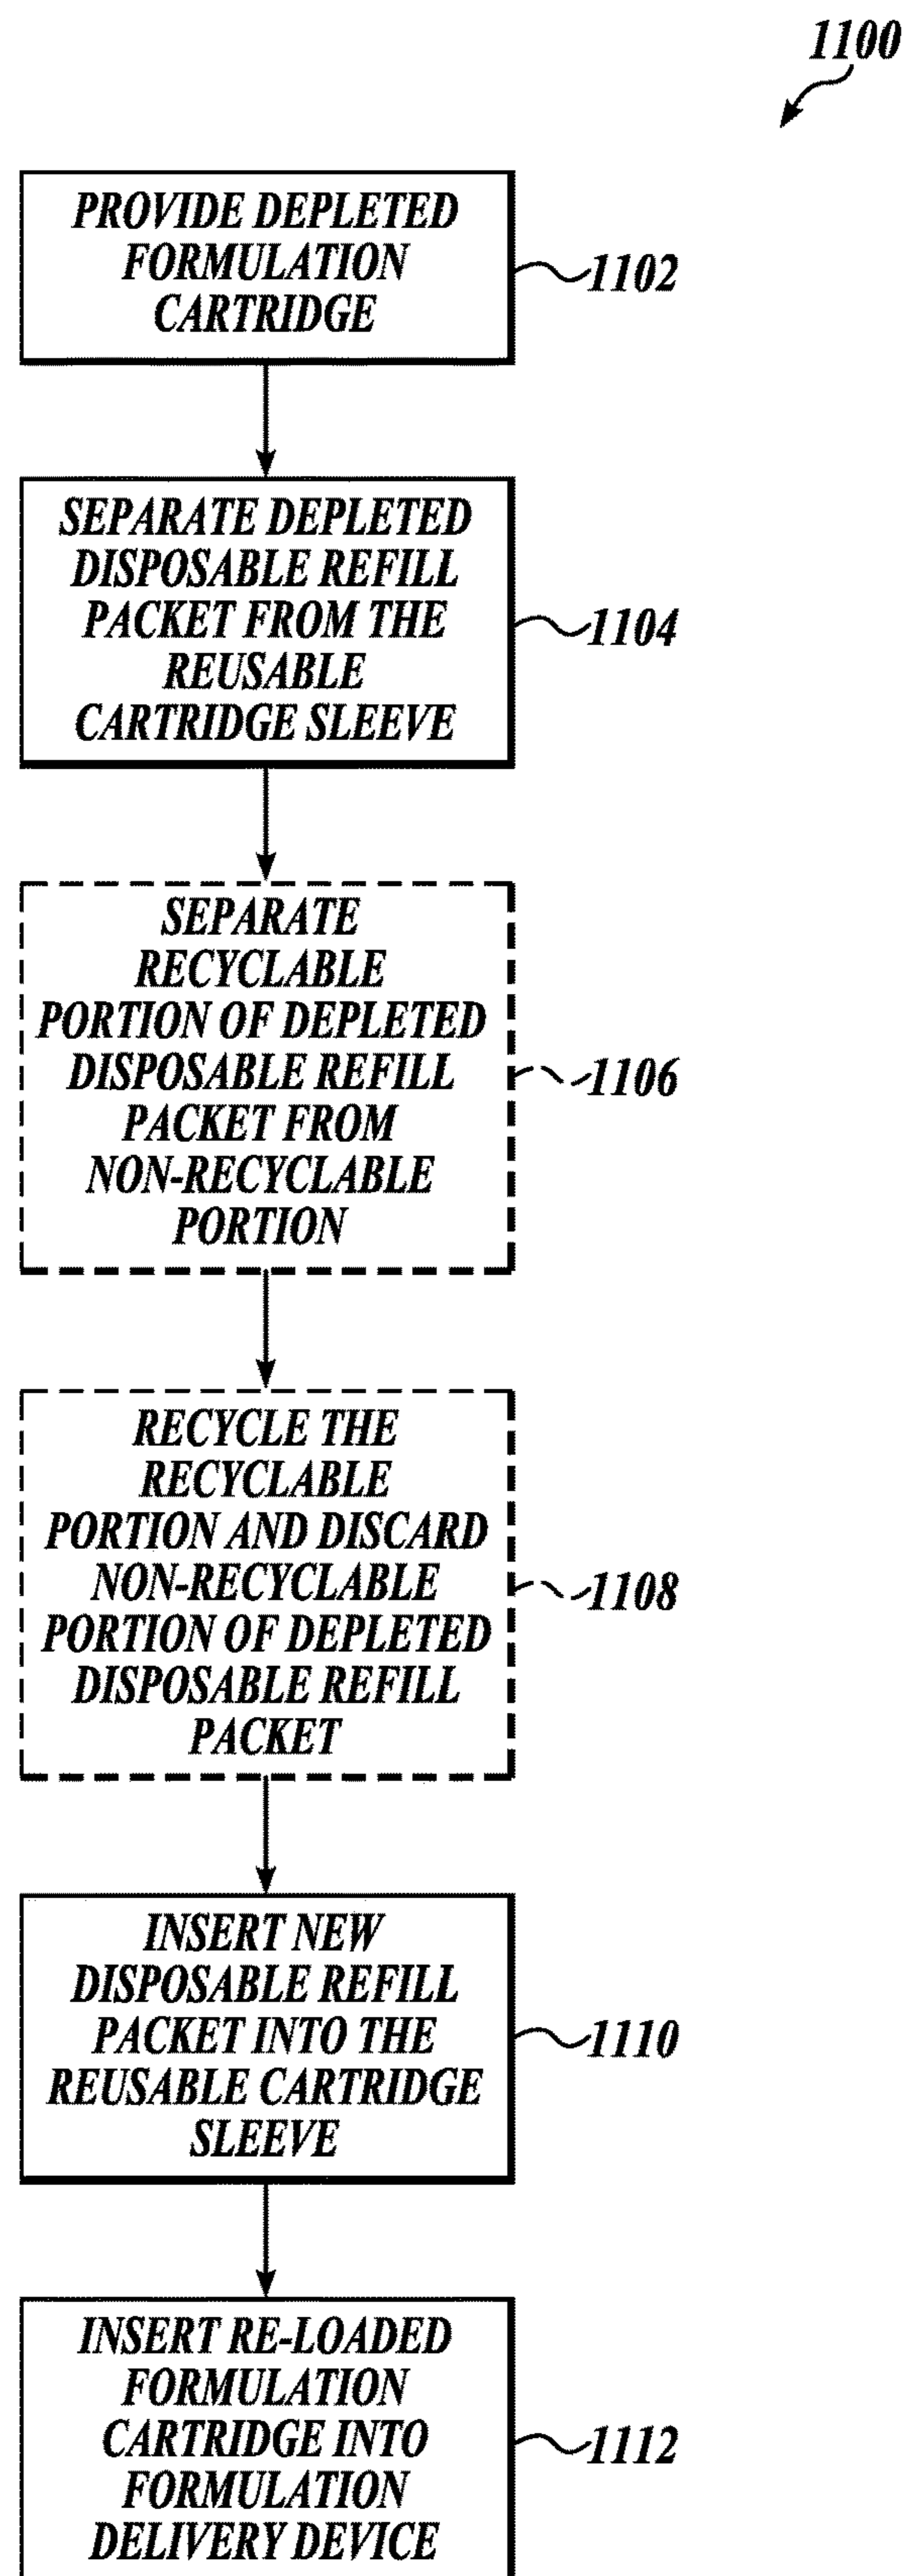 1100
PROVIDE DEPLETED
FORMULATION
CARTRIDGE
1102
SEPARATE DEPLETED
DISPOSABLE REFILL
PACKET FROM THE
REUSABLE
CARTRIDGE SLEEVE
1104
SEPARATE
RECYCLABLE
PORTION OF DEPLETED
DISPOSABLE REFILL
PACKET FROM
NON-RECYCLABLE
PORTION
1106
RECYCLE THE
RECYCLABLE
PORTION AND DISCARD
NON-RECYCLABLE
PORTION OF DEPLETED
DISPOSABLE REFILL
PACKET
1108
INSERT NEW
DISPOSABLE REFILL
PACKET INTO THE
REUSABLE CARTRIDGE
SLEEVE
1110
INSERT RE-LOADED
FORMULATION
CARTRIDGE INTO
FORMULATION
DELIVERY DEVICE
1112